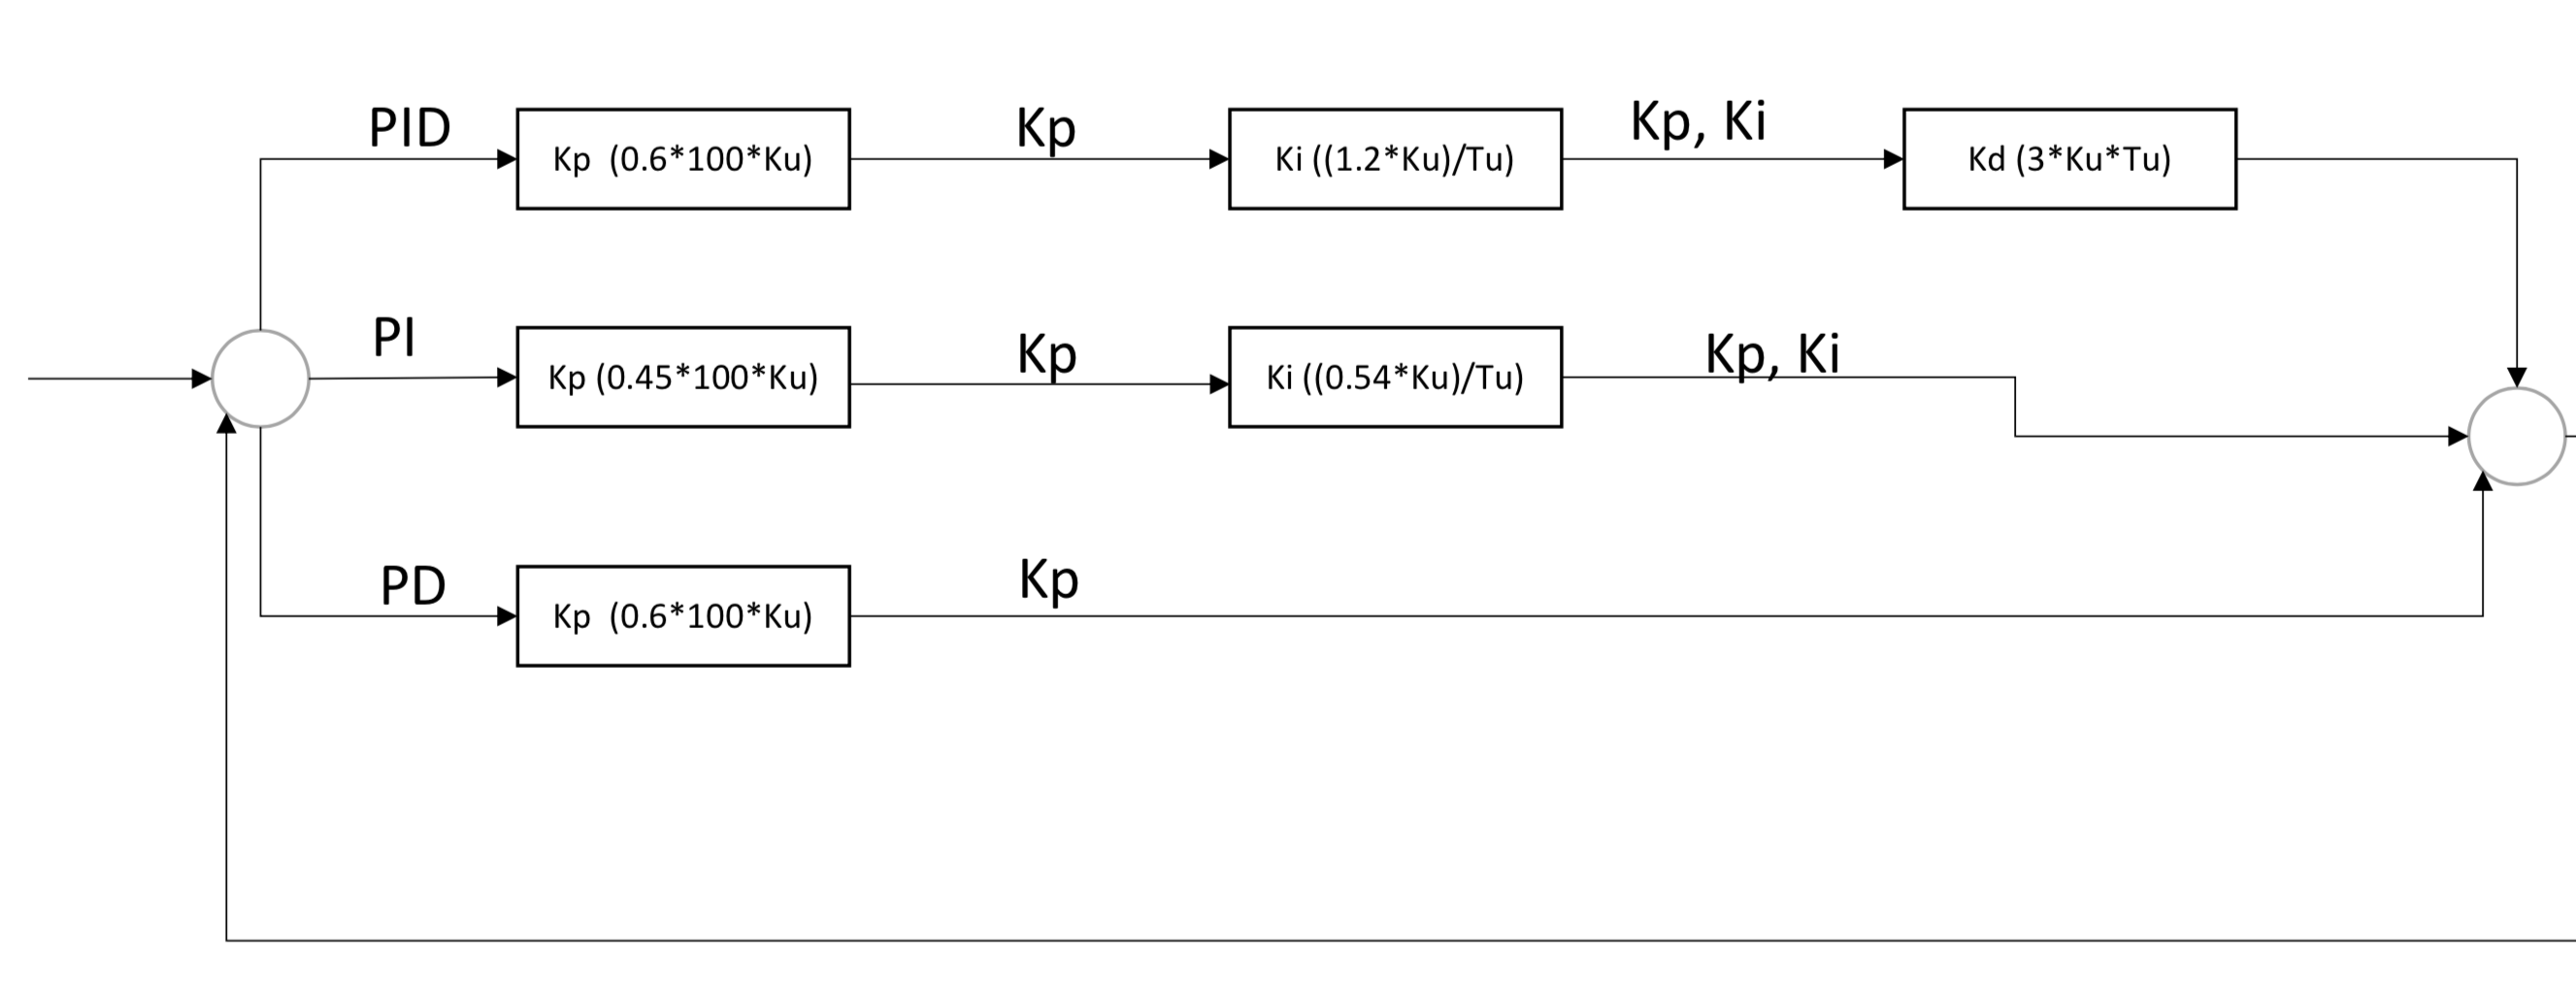 PID
Kp (0.6*100*Ku)
Kp
Ki ((1.2*Ku)/Tu)
Kp, Ki
Kd (3*Ku*Tu)
PI
Kp (0.45*100*Ku)
Kp
Ki ((0.54*Ku)/Tu)
Kp, Ki
PD
Kp (0.6*100*Ku)
Kp